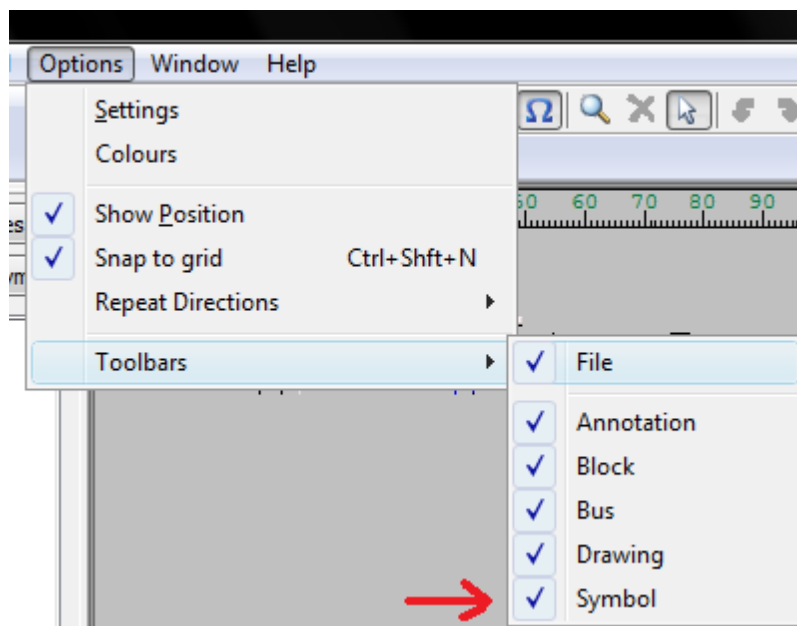 Options Window Help
Settings
Colours
Show Position
Snap to grid Ctrl+Shft+N
Repeat Directions
Toolbars
File
Annotation
Block
Bus
Drawing
Symbol
Ω
60 70 80 90